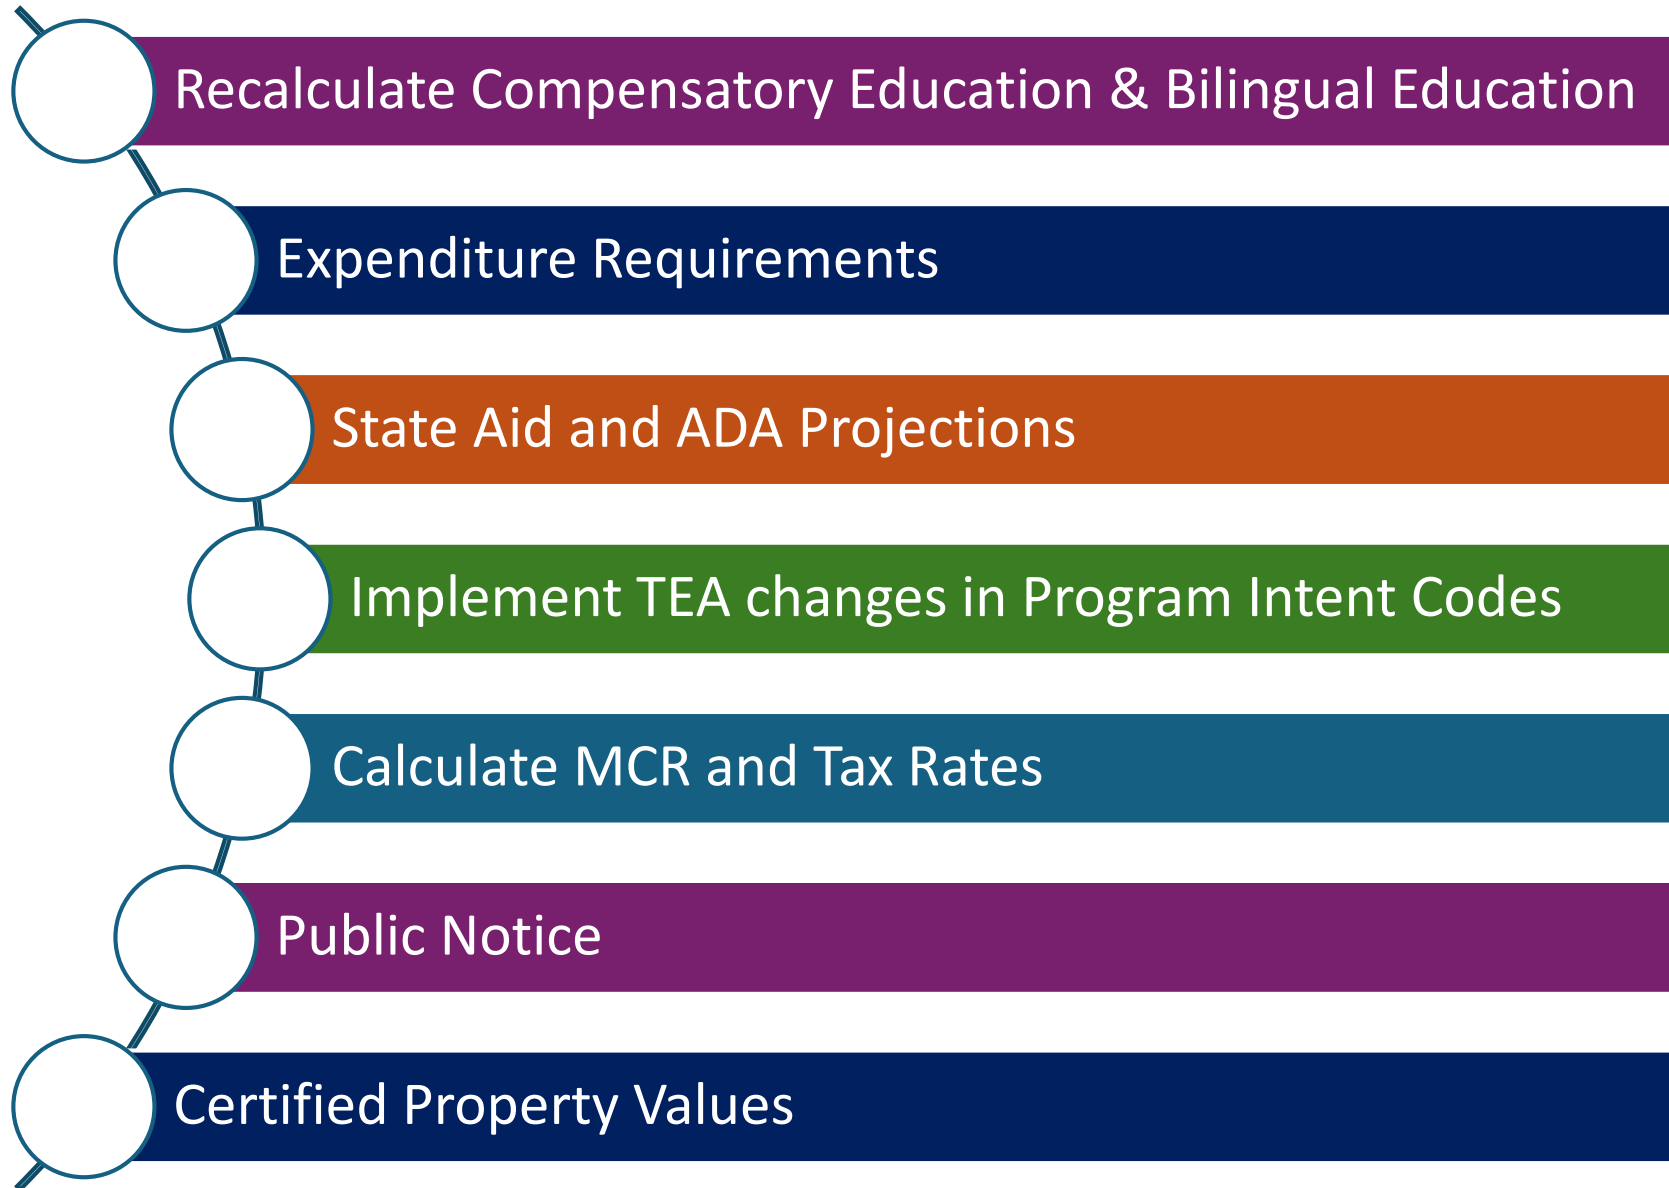 Recalculate Compensatory Education & Bilingual Education
Expenditure Requirements
State Aid and ADA Projections
Implement TEA changes in Program Intent Codes
Calculate MCR and Tax Rates
Public Notice
Certified Property Values